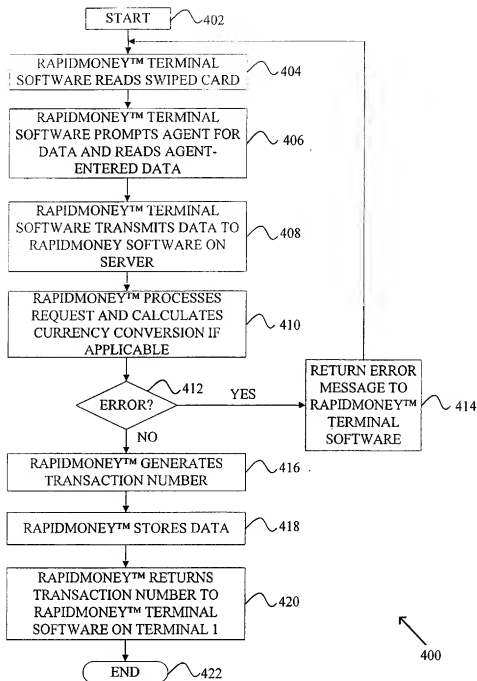 START
402
RAPIDMONEY™ TERMINAL
SOFTWARE READS SWIPED CARD
404
RAPIDMONEY™ TERMINAL
SOFTWARE PROMPTS AGENT FOR
DATA AND READS AGENT-
ENTERED DATA
406
RAPIDMONEY™ TERMINAL
SOFTWARE TRANSMITS DATA TO
RAPIDMONEY SOFTWARE ON
SERVER
408
RAPIDMONEY™ PROCESSES
REQUEST AND CALCULATES
CURRENCY CONVERSION IF
APPLICABLE
410
412
ERROR?
YES
NO
RETURN ERROR
MESSAGE TO
RAPIDMONEY™
TERMINAL
SOFTWARE
414
RAPIDMONEY™ GENERATES
TRANSACTION NUMBER
416
RAPIDMONEY™ STORES DATA
418
RAPIDMONEY™ RETURNS
TRANSACTION NUMBER TO
RAPIDMONEY™ TERMINAL
SOFTWARE ON TERMINAL 1
420
END
422
400